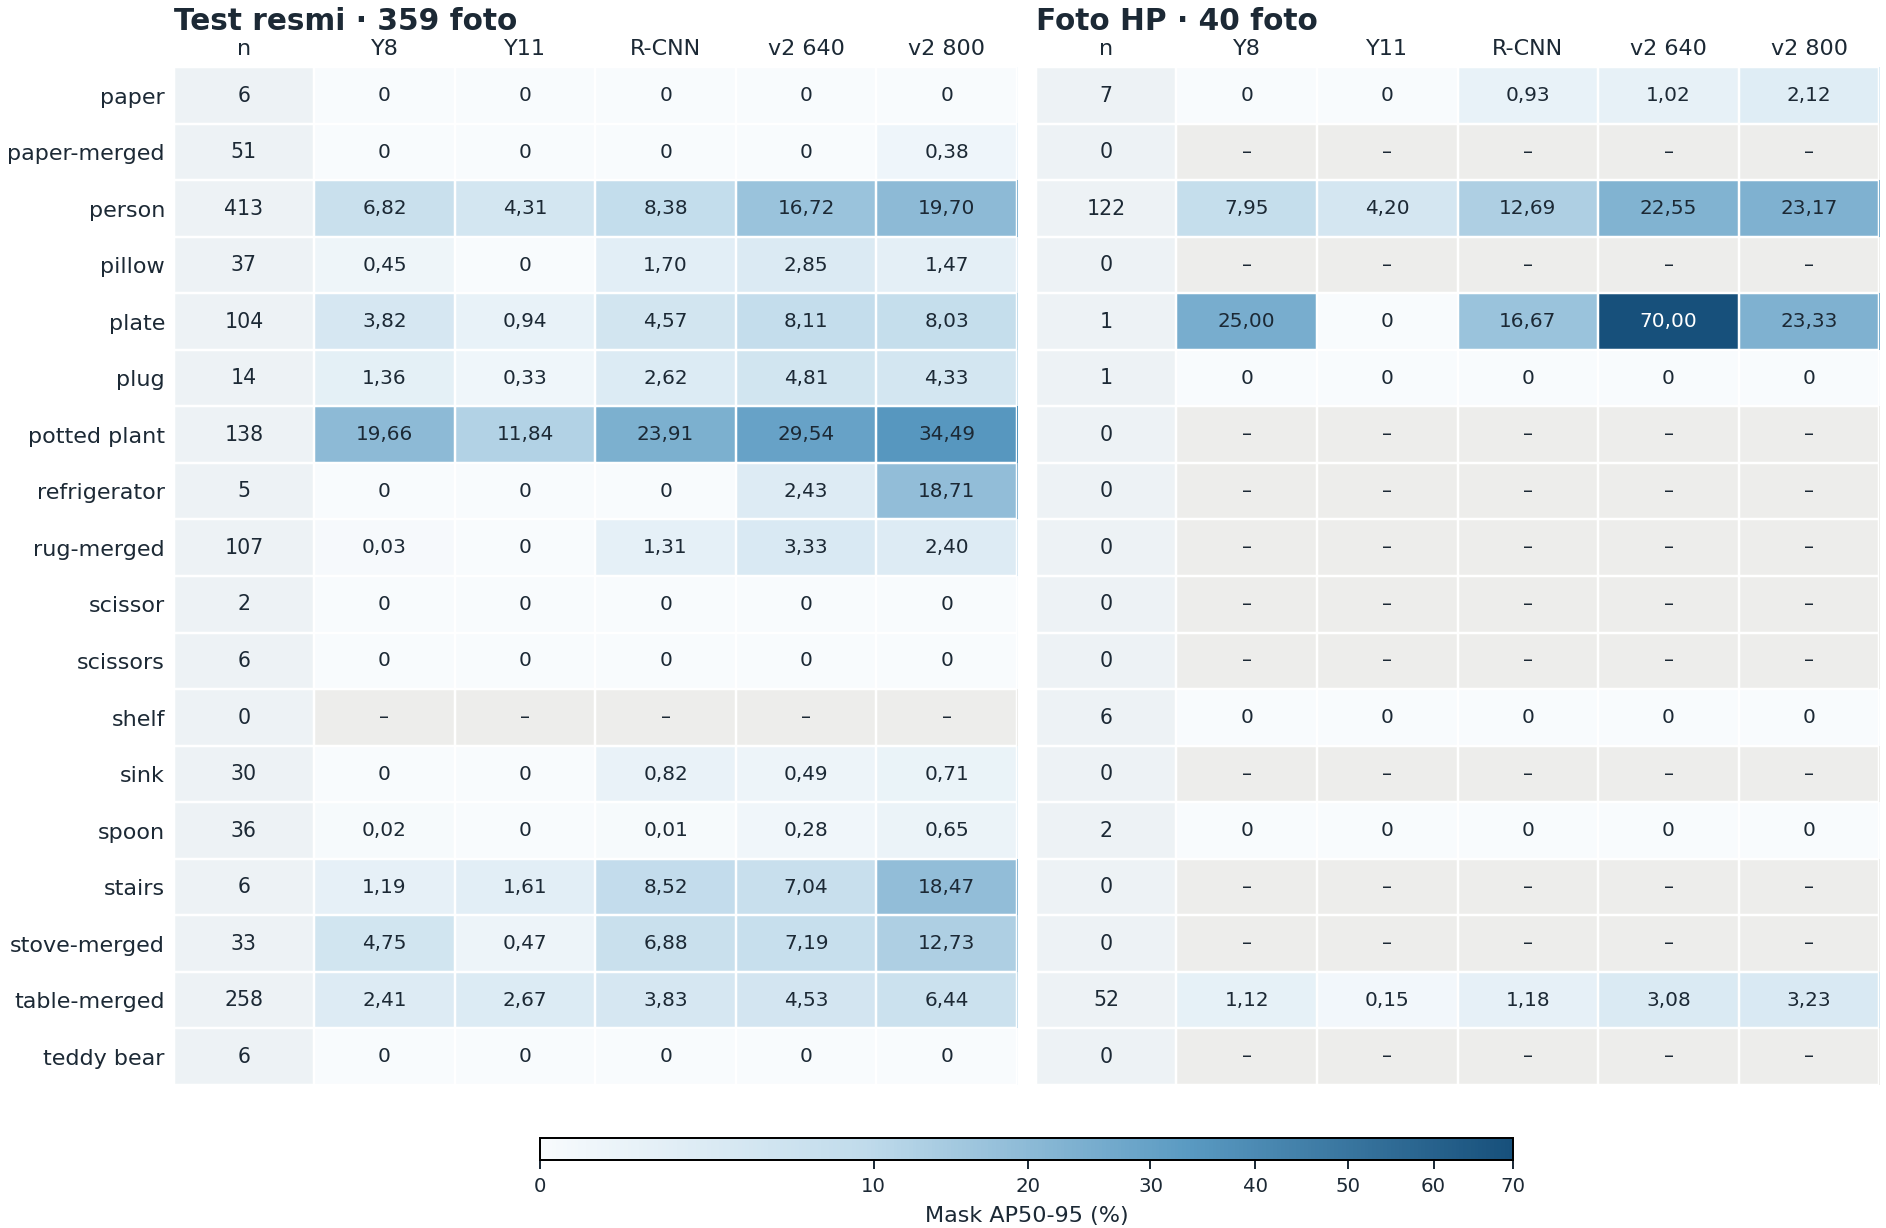 Test resmi · 359 foto Foto HP · 40 foto
n Y8 Y11 R-CNN v2 640 v2 800 n Y8 Y11 R-CNN v2 640 v2 800
paper 6 0 0 0 0 0 7 0 0 0,93 1,02 2,12
paper-merged 51 0 0 0 0 0,38 0 – – – – –
person 413 6,82 4,31 8,38 16,72 19,70 122 7,95 4,20 12,69 22,55 23,17
pillow 37 0,45 0 1,70 2,85 1,47 0 – – – – –
plate 104 3,82 0,94 4,57 8,11 8,03 1 25,00 0 16,67 70,00 23,33
plug 14 1,36 0,33 2,62 4,81 4,33 1 0 0 0 0 0
potted plant 138 19,66 11,84 23,91 29,54 34,49 0 – – – – –
refrigerator 5 0 0 0 2,43 18,71 0 – – – – –
rug-merged 107 0,03 0 1,31 3,33 2,40 0 – – – – –
scissor 2 0 0 0 0 0 0 – – – – –
scissors 6 0 0 0 0 0 0 – – – – –
shelf 0 – – – – – 6 0 0 0 0 0
sink 30 0 0 0,82 0,49 0,71 0 – – – – –
spoon 36 0,02 0 0,01 0,28 0,65 2 0 0 0 0 0
stairs 6 1,19 1,61 8,52 7,04 18,47 0 – – – – –
stove-merged 33 4,75 0,47 6,88 7,19 12,73 0 – – – – –
table-merged 258 2,41 2,67 3,83 4,53 6,44 52 1,12 0,15 1,18 3,08 3,23
teddy bear 6 0 0 0 0 0 0 – – – – –
0 10 20 30 40 50 60 70
Mask AP50-95 (%)